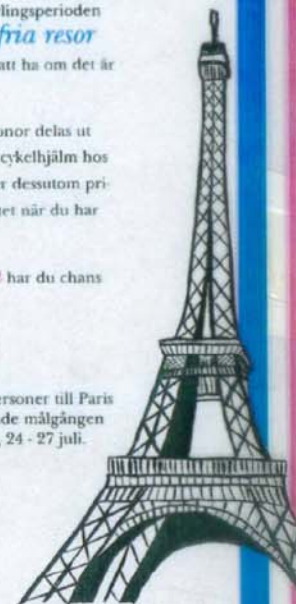 lingsperioden
fria resor
att ha om det är
onor delas ut
cykelhjälm hos
r dessutom pri-
tet när du har
har du chans
ersoner till Paris
de målgången
24 - 27 juli.